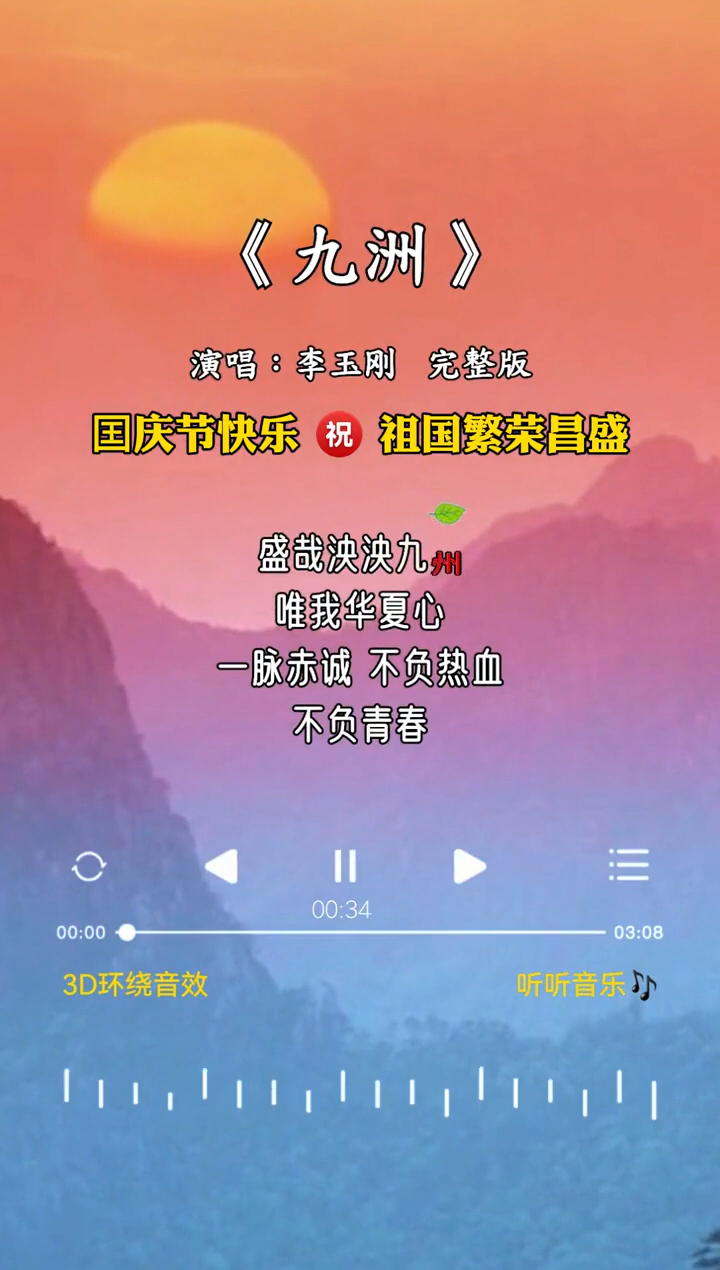 《九洲》
演唱：李玉刚 完整版
国庆节快乐 祝 祖国繁荣昌盛
盛哉泱泱九州
唯我华夏心
一脉赤诚 不负热血
不负青春
00:34
00:00 03:08
3D环绕音效 听听音乐